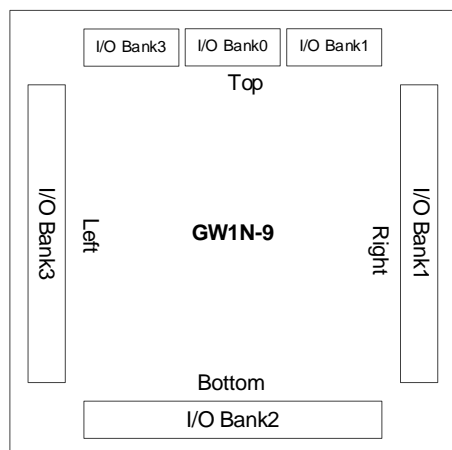 I/O Bank3
I/O Bank0
I/O Bank1
Top
I/O Bank3
Left
GW1N-9
Right
I/O Bank1
Bottom
I/O Bank2